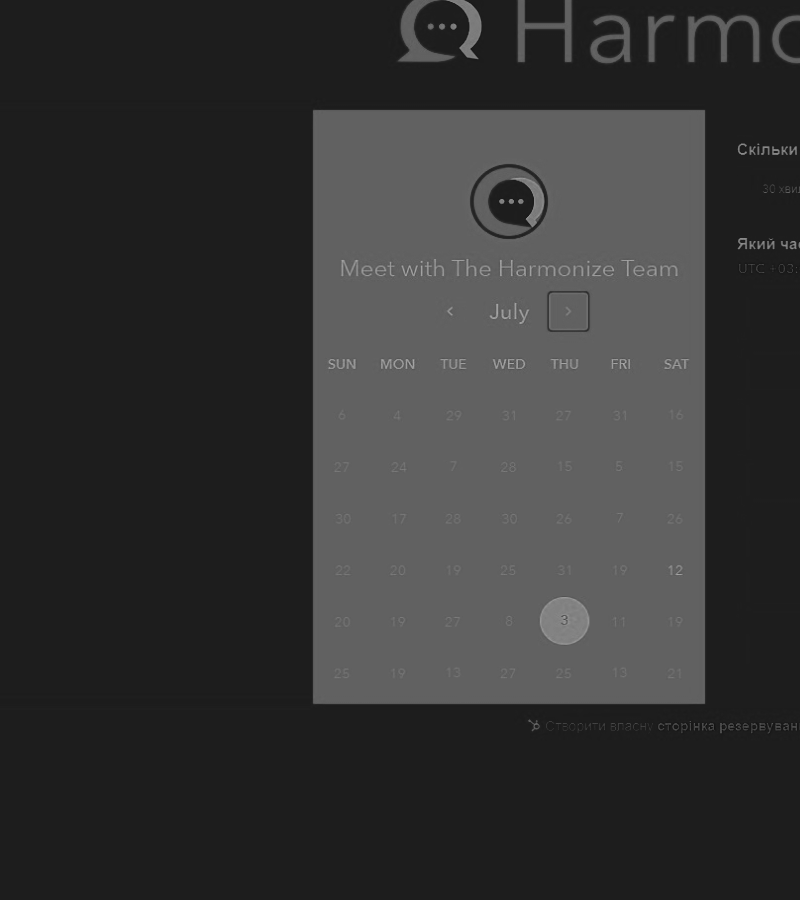 Harmo
Скільки
30 хви
Meet with The Harmonize Team
Який ча
UTC +03:
July
SUN MON TUE WED THU FRI SAT
6 4 29 31 27 31 16
27 24 7 28 15 5 15
30 17 28 30 26 7 26
22 20 19 25 31 19 12
20 19 27 8 3 11 19
25 19 13 27 25 13 21
Створити власну сторінка резервуван